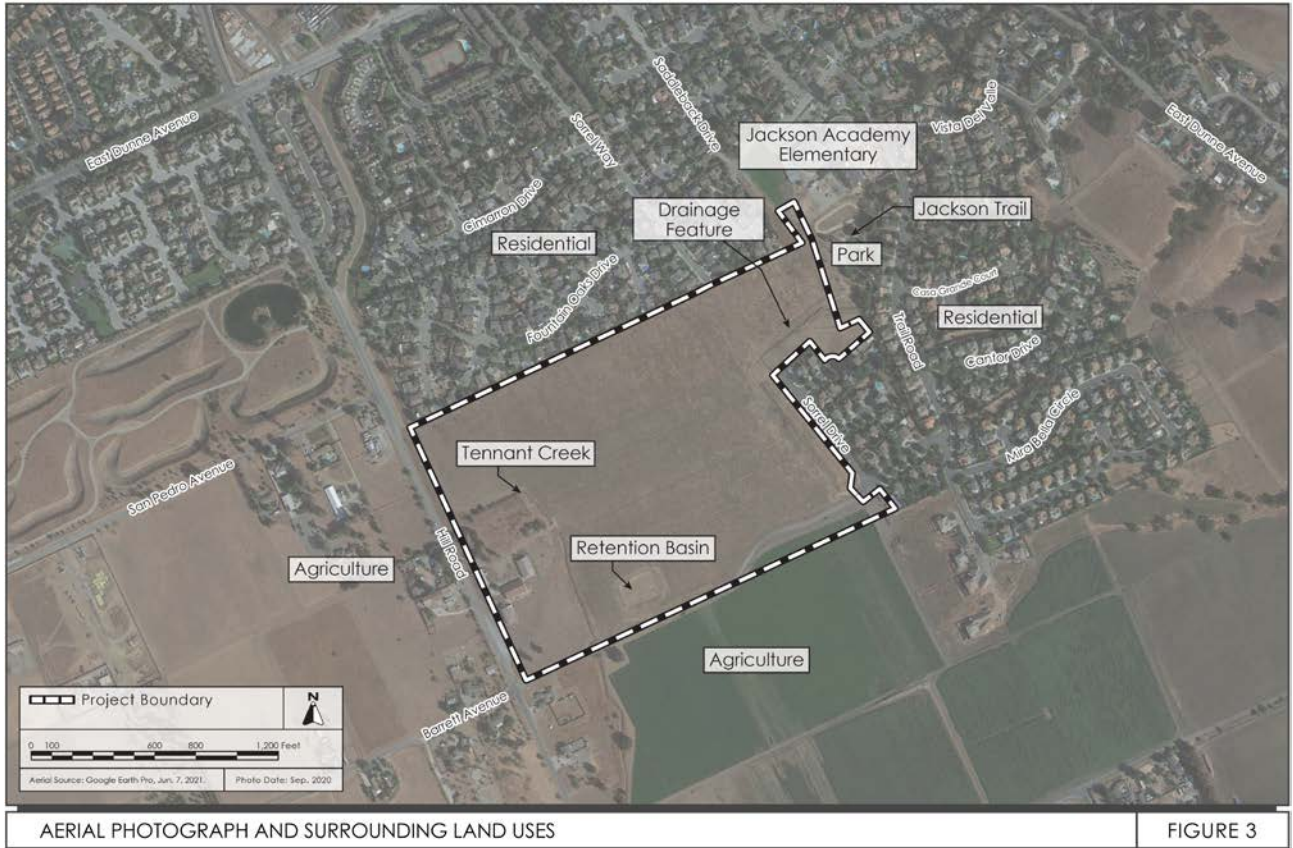 East Dunne Avenue
Saddleback Drive
Sorrel Way
Jackson Academy
Elementary
Vista Del Valle
East Dunne Avenue
Cimarron Drive
Drainage
Feature
Jackson Trail
Residential
Park
Fountain Oaks Drive
Casa Grande Court
Trail Road
Residential
Cantor Drive
Sorrel Drive
Mira Bella Circle
Tennant Creek
San Pedro Avenue
Hill Road
Retention Basin
Agriculture
Agriculture
Barrett Avenue
Project Boundary
N
0 100 600 800 1,200 Feet
Aerial Source: Google Earth Pro, Jun. 7, 2021.
Photo Date: Sep. 2020
AERIAL PHOTOGRAPH AND SURROUNDING LAND USES
FIGURE 3